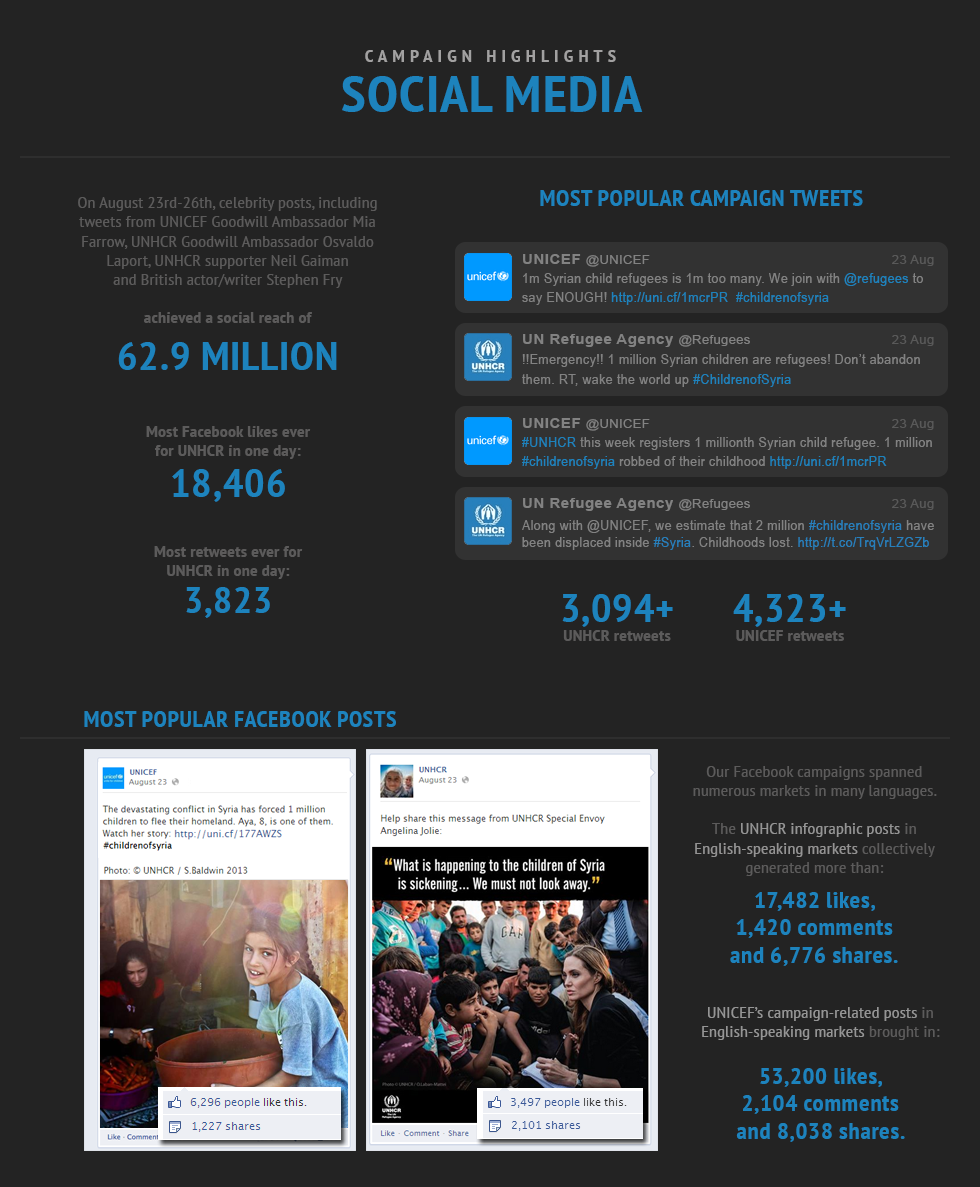 CAMPAIGN HIGHLIGHTS
SOCIAL MEDIA
On August 23rd-26th, celebrity posts, including
tweets from UNICEF Goodwill Ambassador Mia
Farrow, UNHCR Goodwill Ambassador Osvaldo
Laport, UNHCR supporter Neil Gaiman
and British actor/writer Stephen Fry
achieved a social reach of
62.9 MILLION
Most Facebook likes ever
for UNHCR in one day:
18,406
Most retweets ever for
UNHCR in one day:
3,823
MOST POPULAR CAMPAIGN TWEETS
unicef
UNICEF @UNICEF 23 Aug
1m Syrian child refugees is 1m too many. We join with @refugees to
say ENOUGH! http://uni.cf/1mcrPR #childrenofsyria
UNHCR
The UN Refugee Agency
UN Refugee Agency @Refugees 23 Aug
!!Emergency!! 1 million Syrian children are refugees! Don't abandon
them. RT, wake the world up #ChildrenofSyria
unicef
UNICEF @UNICEF 23 Aug
#UNHCR this week registers 1 millionth Syrian child refugee. 1 million
#childrenofsyria robbed of their childhood http://uni.cf/1mcrPR
UNHCR
The UN Refugee Agency
UN Refugee Agency @Refugees 23 Aug
Along with @UNICEF, we estimate that 2 million #childrenofsyria have
been displaced inside #Syria. Childhoods lost. http://t.co/TrqVrLZGZb
3,094+ 4,323+
UNHCR retweets UNICEF retweets
MOST POPULAR FACEBOOK POSTS
unicef
UNICEF
August 23
The devastating conflict in Syria has forced 1 million
children to flee their homeland. Aya, 8, is one of them.
Watch her story: http://uni.cf/177AWZS
#childrenofsyria
Photo: © UNHCR / S.Baldwin 2013
6,296 people like this.
1,227 shares
Like · Comment
UNHCR
August 23
Help share this message from UNHCR Special Envoy
Angelina Jolie:
"What is happening to the children of Syria
is sickening... We must not look away."
GAP
UNHCR
The UN Refugee Agency
3,497 people like this.
2,101 shares
Like · Comment · Share
Our Facebook campaigns spanned
numerous markets in many languages.
The UNHCR infographic posts in
English-speaking markets collectively
generated more than:
17,482 likes,
1,420 comments
and 6,776 shares.
UNICEF's campaign-related posts in
English-speaking markets brought in:
53,200 likes,
2,104 comments
and 8,038 shares.